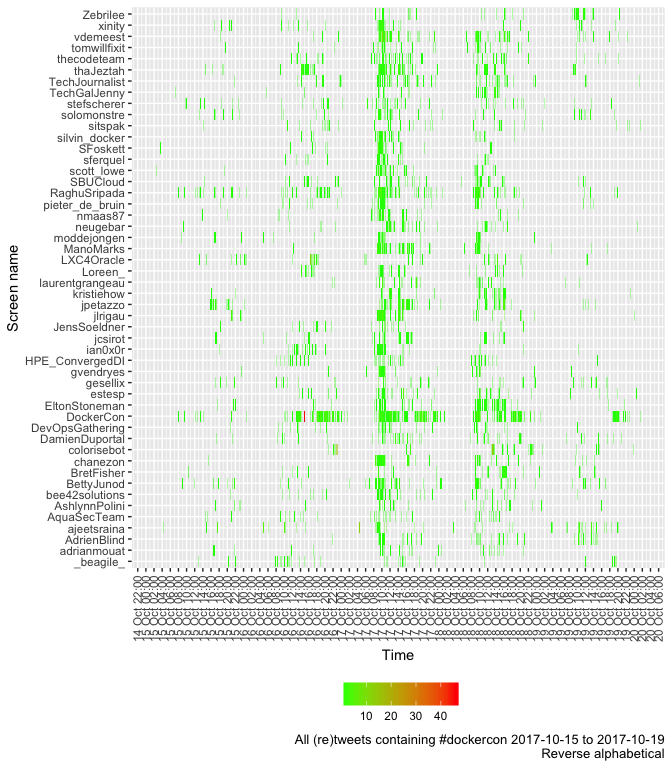 Zebrilee
xinity
vdemeest
tomwillfixit
thecodeteam
thaJeztah
TechJournalist
TechGalJenny
stefscherer
solomonstre
sitspak
silvin_docker
SFoskett
sferquel
scott_lowe
SBUCloud
RaghuSripada
pieter_de_bruin
nmaas87
neugebar
moddejongen
ManoMarks
LXC4Oracle
Loreen_
laurentgrangeau
kristiehow
jpetazzo
jlrigau
JensSoeldner
jcsirot
ian0x0r
HPE_ConvergedDI
gvendryes
gesellix
estesp
EltonStoneman
DockerCon
DevOpsGathering
DamienDuportal
colorisebot
chanezon
BretFisher
BettyJunod
bee42solutions
AshlynnPolini
AquaSecTeam
ajeetsraina
AdrienBlind
adrianmouat
_beagile_
Screen name
Time
10 20 30 40
All (re)tweets containing #dockercon 2017-10-15 to 2017-10-19
Reverse alphabetical